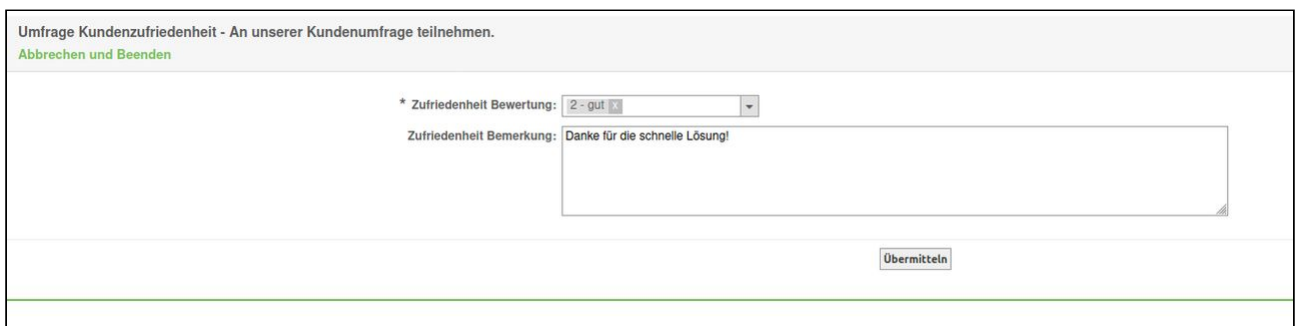 Umfrage Kundenzufriedenheit - An unserer Kundenumfrage teilnehmen.
Abbrechen und Beenden
* Zufriedenheit Bewertung: 2 - gut x
Zufriedenheit Bemerkung: Danke für die schnelle Lösung!
Übermitteln